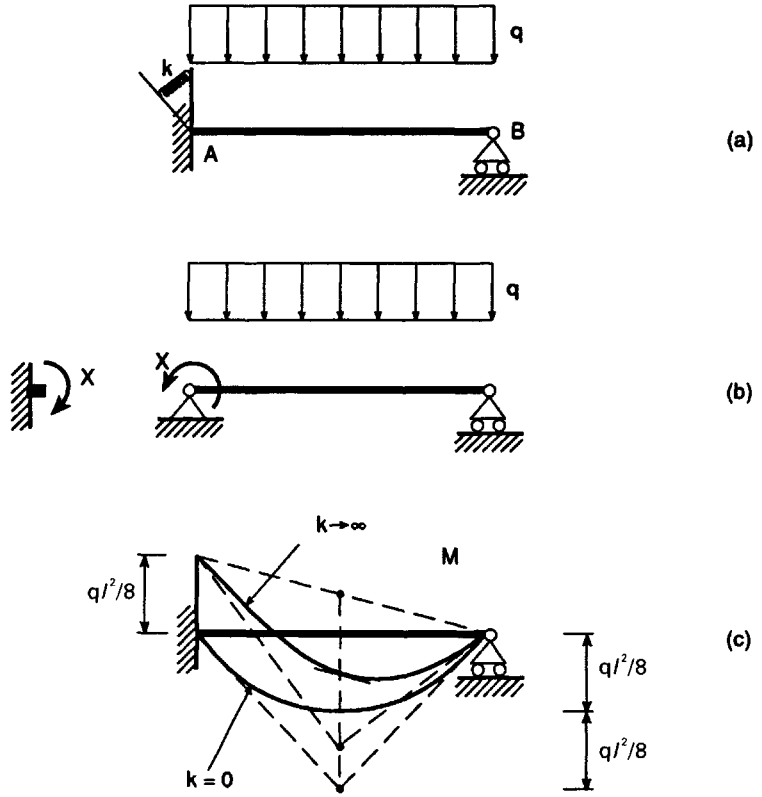 q
k
A
B
(a)
q
X
X
(b)
k→∞
M
ql²/8
(c)
ql²/8
ql²/8
k = 0